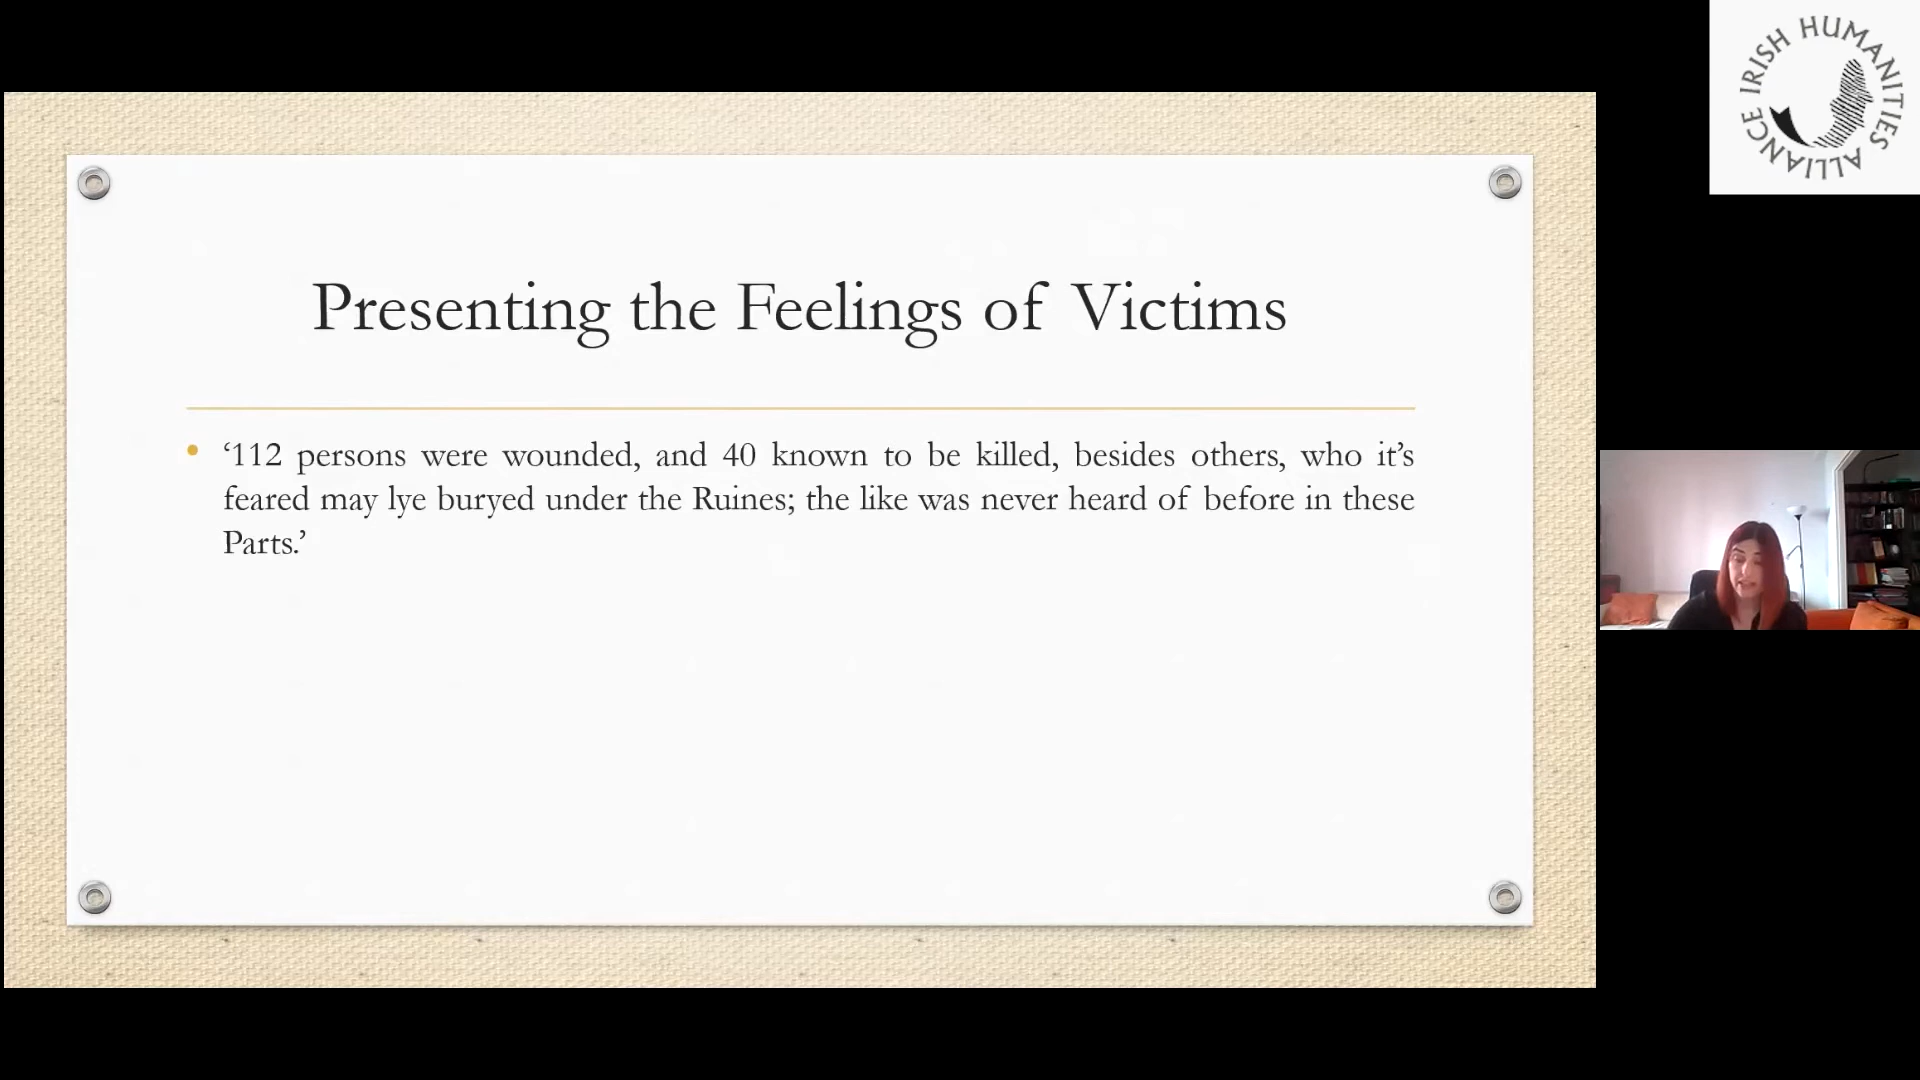 IRISH HUMANITIES ALLIANCE
Presenting the Feelings of Victims
• ‘112 persons were wounded, and 40 known to be killed, besides others, who it’s
feared may lye buryed under the Ruines; the like was never heard of before in these
Parts.’